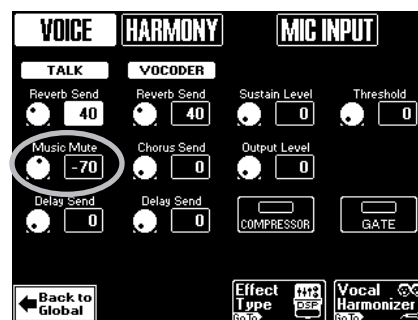 VOICE HARMONY MIC INPUT
TALK VOCODER
Reverb Send Reverb Send Sustain Level Threshold
40 40 0 0
Music Mute Chorus Send Output Level
-70 0 0
Delay Send Delay Send
0 0 COMPRESSOR GATE
Back to Global
Effect Type DSP GoTo
Vocal Harmonizer GoTo